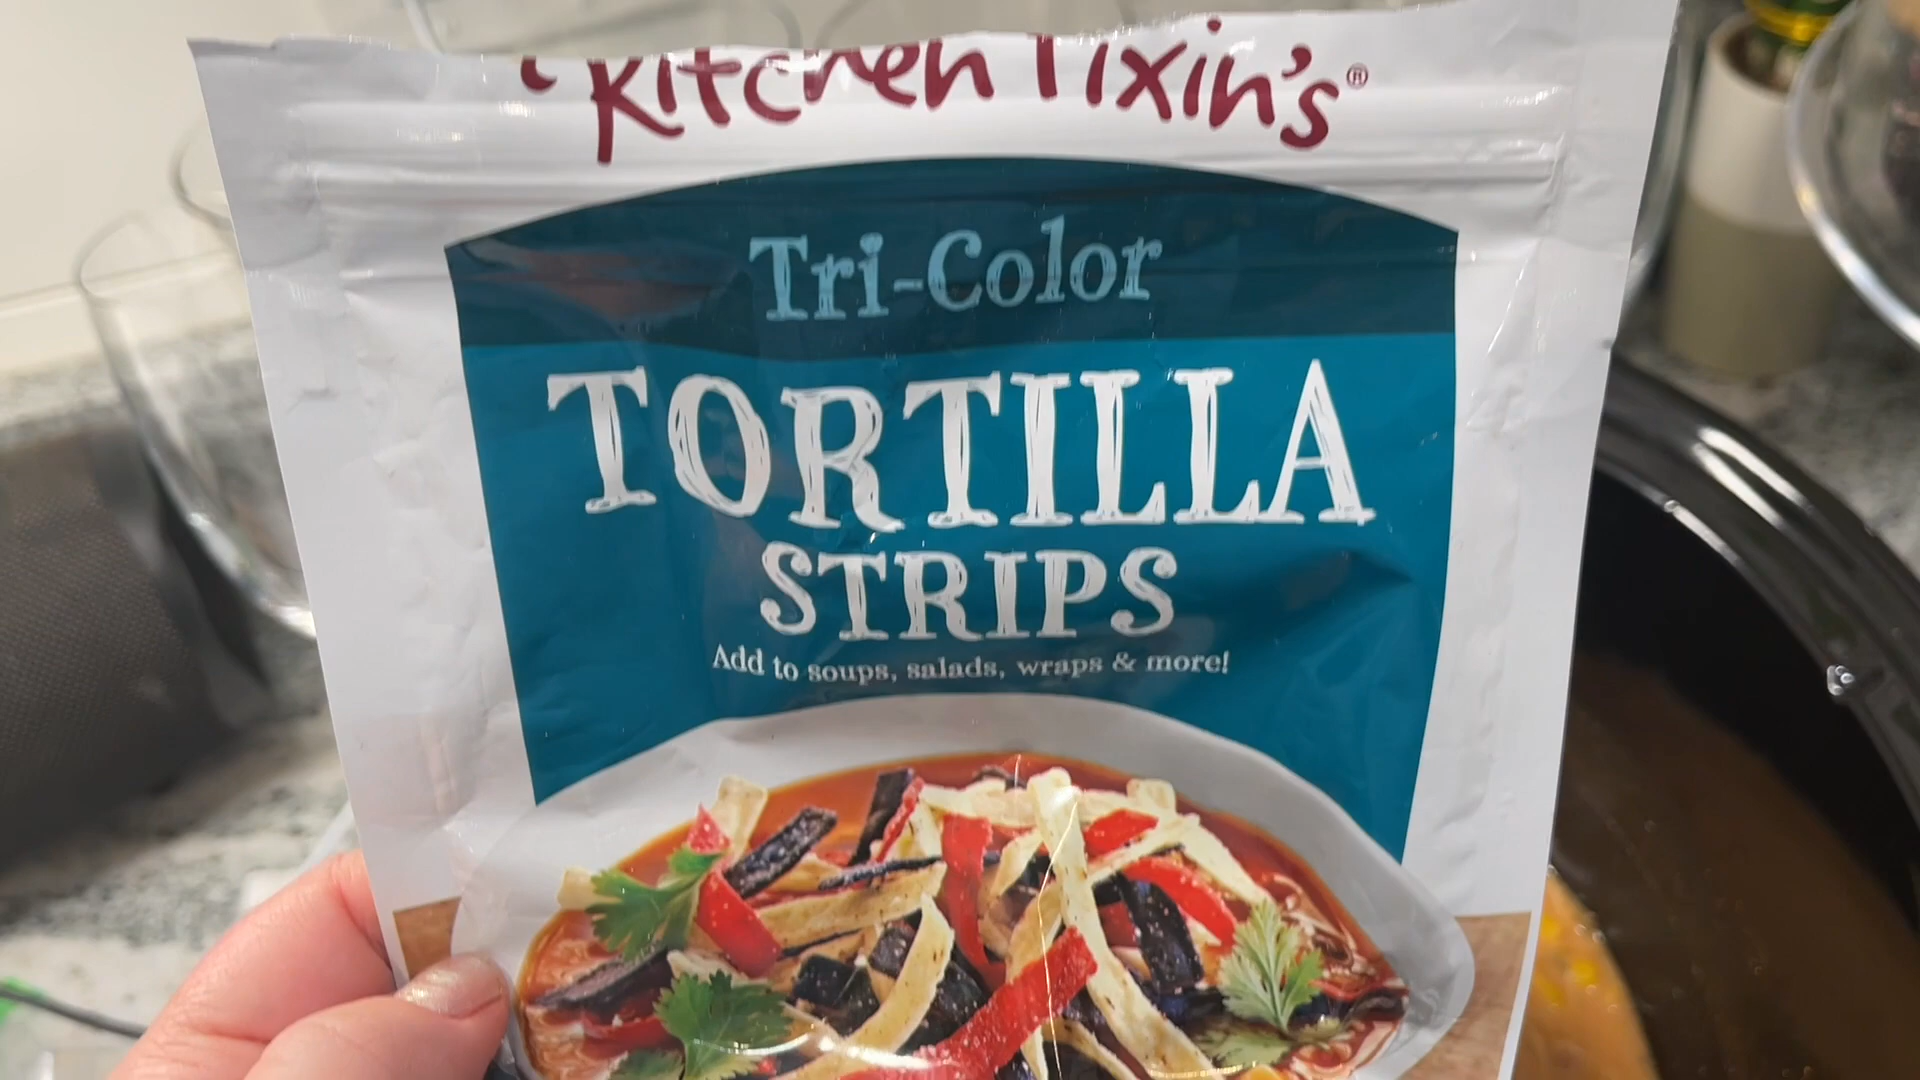 Kitchen Fixin's®
Tri-Color
TORTILLA
STRIPS
Add to soups, salads, wraps & more!